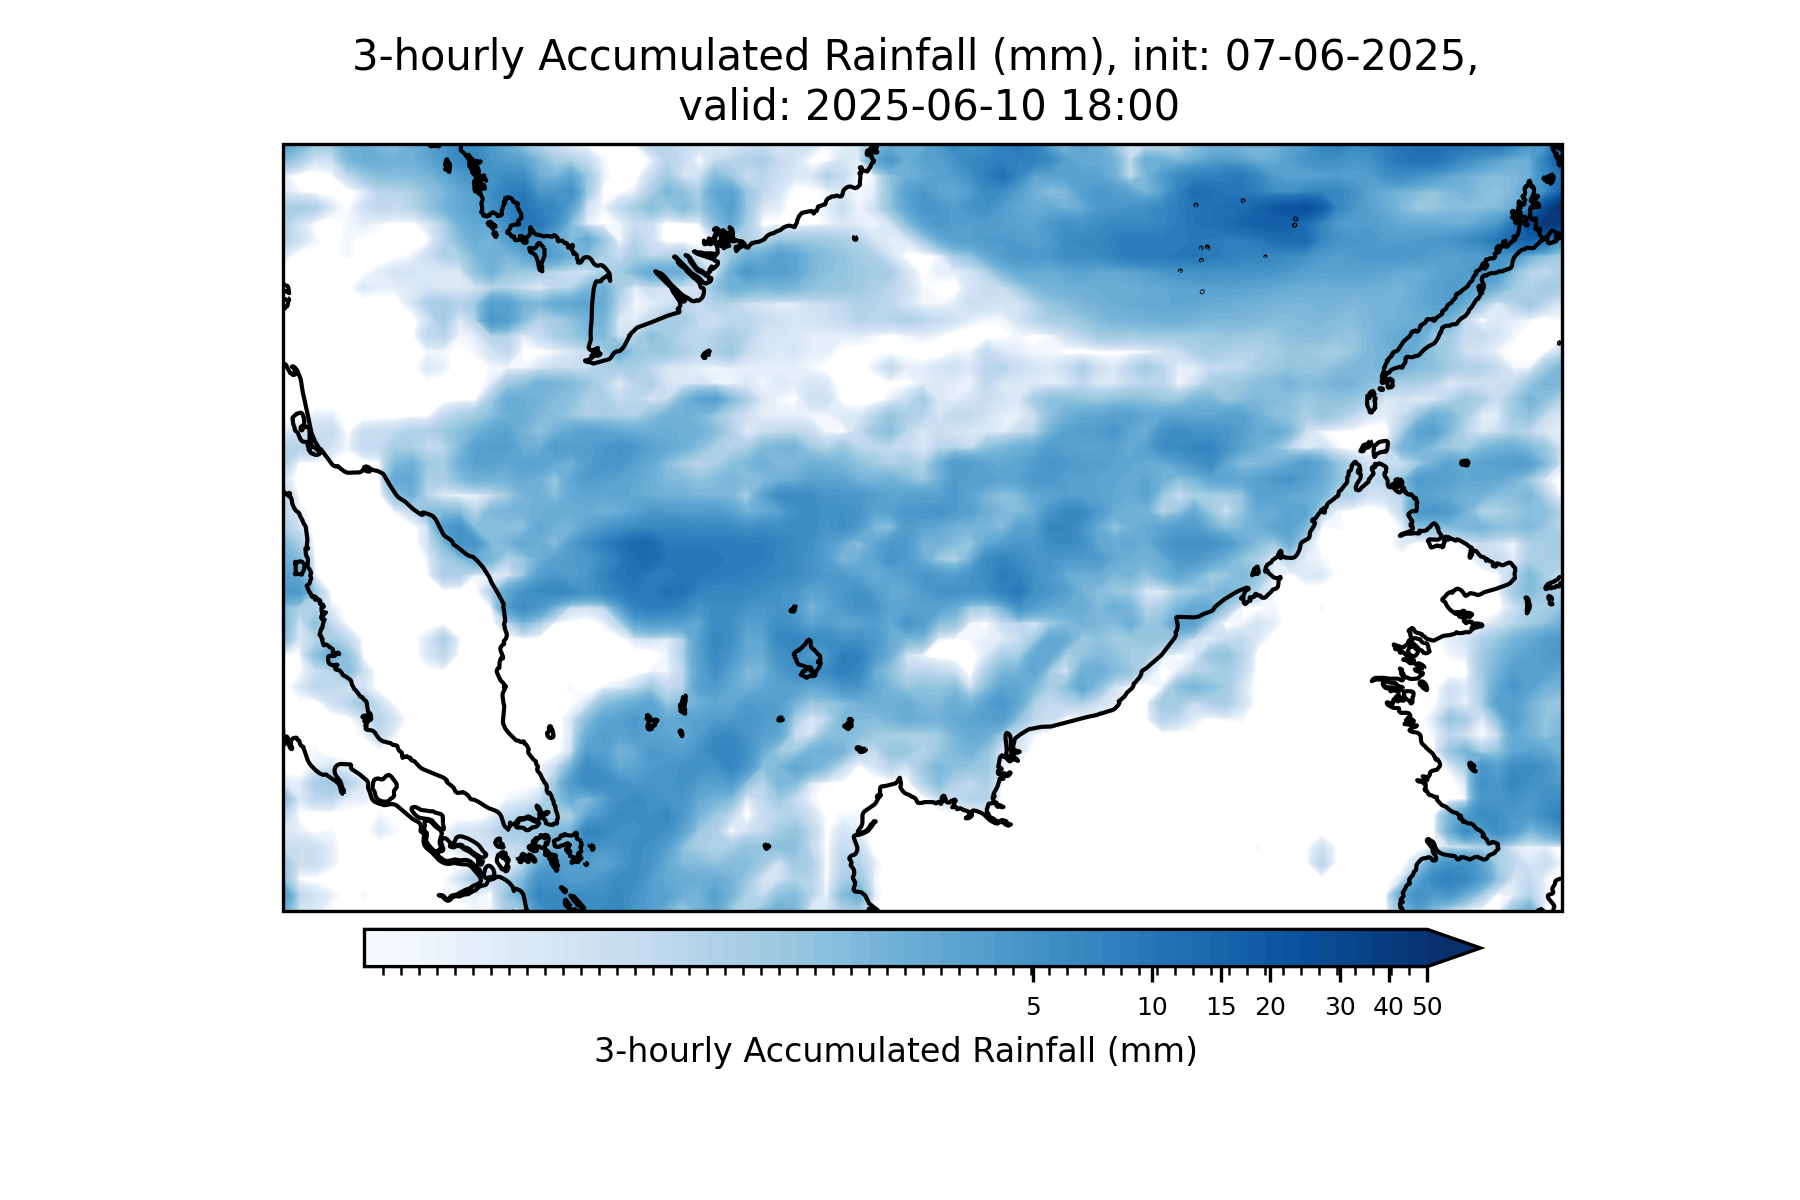 3-hourly Accumulated Rainfall (mm), init: 07-06-2025,
valid: 2025-06-10 18:00
5 10 15 20 30 40 50
3-hourly Accumulated Rainfall (mm)